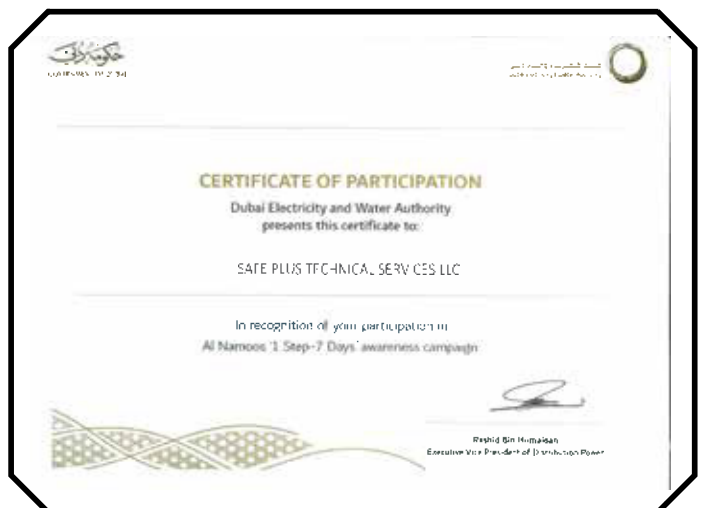 CERTIFICATE OF PARTICIPATION
Dubai Electricity and Water Authority
presents this certificate to:
SAFE PLUS TECHNICAL SERVICES LLC
In recognition of your participation in
Al Namoos '1 Step-7 Days' awareness campaign
Rashid Bin Humaidan
Executive Vice President of Distribution Power